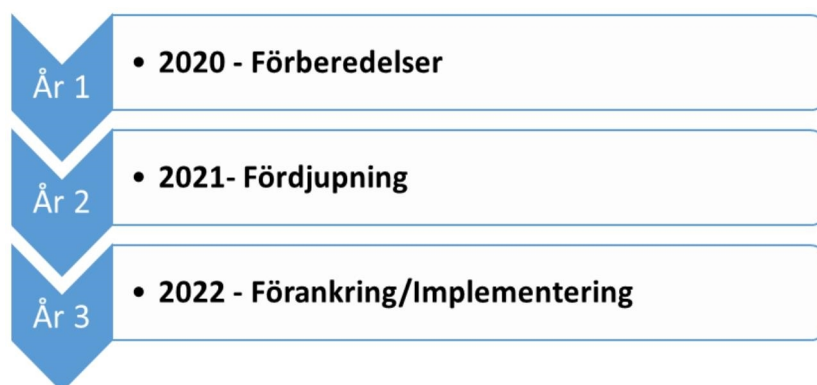 År 1
• 2020 - Förberedelser
År 2
• 2021- Fördjupning
År 3
• 2022 - Förankring/Implementering